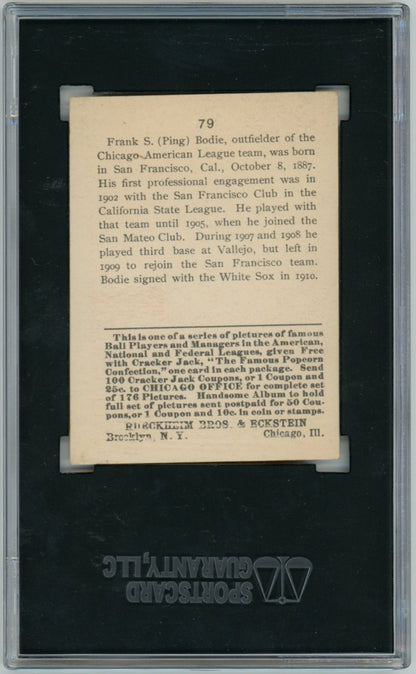 79
Frank S. (Ping) Bodie, outfielder of the
Chicago American League team, was born
in San Francisco, Cal., October 8, 1887.
His first professional engagement was in
1902 with the San Francisco Club in the
California State League. He played with
that team until 1905, when he joined the
San Mateo Club. During 1907 and 1908 he
played third base at Vallejo, but left in
1909 to rejoin the San Francisco team.
Bodie signed with the White Sox in 1910.
This is one of a series of pictures of famous
Ball Players and Managers in the American,
National and Federal Leagues, given Free
with Cracker Jack, "The Famous Popcorn
Confection," one card in each package. Send
100 Cracker Jack Coupons, or 1 Coupon and
25c. to CHICAGO OFFICE for complete set
of 176 Pictures. Handsome Album to hold
full set of pictures sent postpaid for 50 Cou-
pons, or 1 Coupon and 10c. in coin or stamps.
RUECKHEIM BROS. & ECKSTEIN
Brooklyn, N. Y. Chicago, Ill.
SPORTSCARD
GUARANTY, LLC